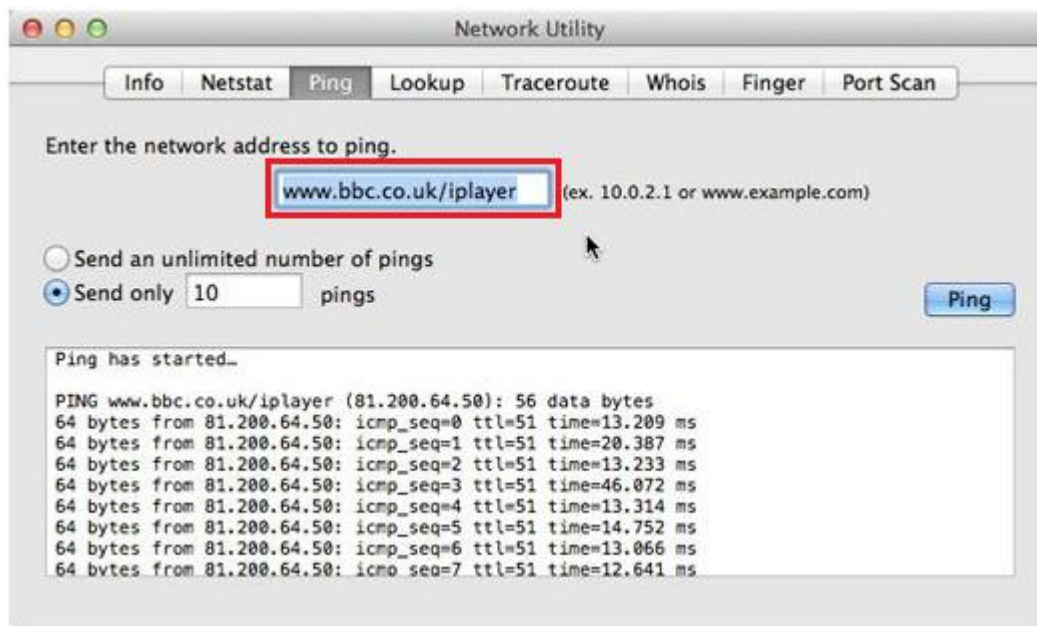 Network Utility
Info Netstat Ping Lookup Traceroute Whois Finger Port Scan
Enter the network address to ping.
www.bbc.co.uk/iplayer (ex. 10.0.2.1 or www.example.com)
Send an unlimited number of pings
Send only 10 pings
Ping
Ping has started…
PING www.bbc.co.uk/iplayer (81.200.64.50): 56 data bytes
64 bytes from 81.200.64.50: icmp_seq=0 ttl=51 time=13.209 ms
64 bytes from 81.200.64.50: icmp_seq=1 ttl=51 time=20.387 ms
64 bytes from 81.200.64.50: icmp_seq=2 ttl=51 time=13.233 ms
64 bytes from 81.200.64.50: icmp_seq=3 ttl=51 time=46.072 ms
64 bytes from 81.200.64.50: icmp_seq=4 ttl=51 time=13.314 ms
64 bytes from 81.200.64.50: icmp_seq=5 ttl=51 time=14.752 ms
64 bytes from 81.200.64.50: icmp_seq=6 ttl=51 time=13.066 ms
64 bytes from 81.200.64.50: icmp_seq=7 ttl=51 time=12.641 ms